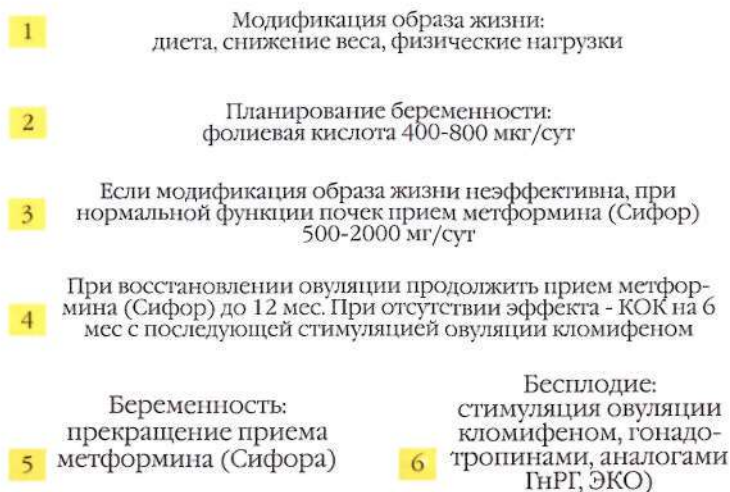 1
Модификация образа жизни:
диета, снижение веса, физические нагрузки
2
Планирование беременности:
фолиевая кислота 400-800 мкг/сут
3
Если модификация образа жизни неэффективна, при
нормальной функции почек прием метформина (Сифор)
500-2000 мг/сут
4
При восстановлении овуляции продолжить прием метфор-
мина (Сифор) до 12 мес. При отсутствии эффекта - КОК на 6
мес с последующей стимуляцией овуляции кломифеном
5
Беременность:
прекращение приема
метформина (Сифора)
6
Бесплодие:
стимуляция овуляции
кломифеном, гонадо-
тропинами, аналогами
ГнРГ, ЭКО)